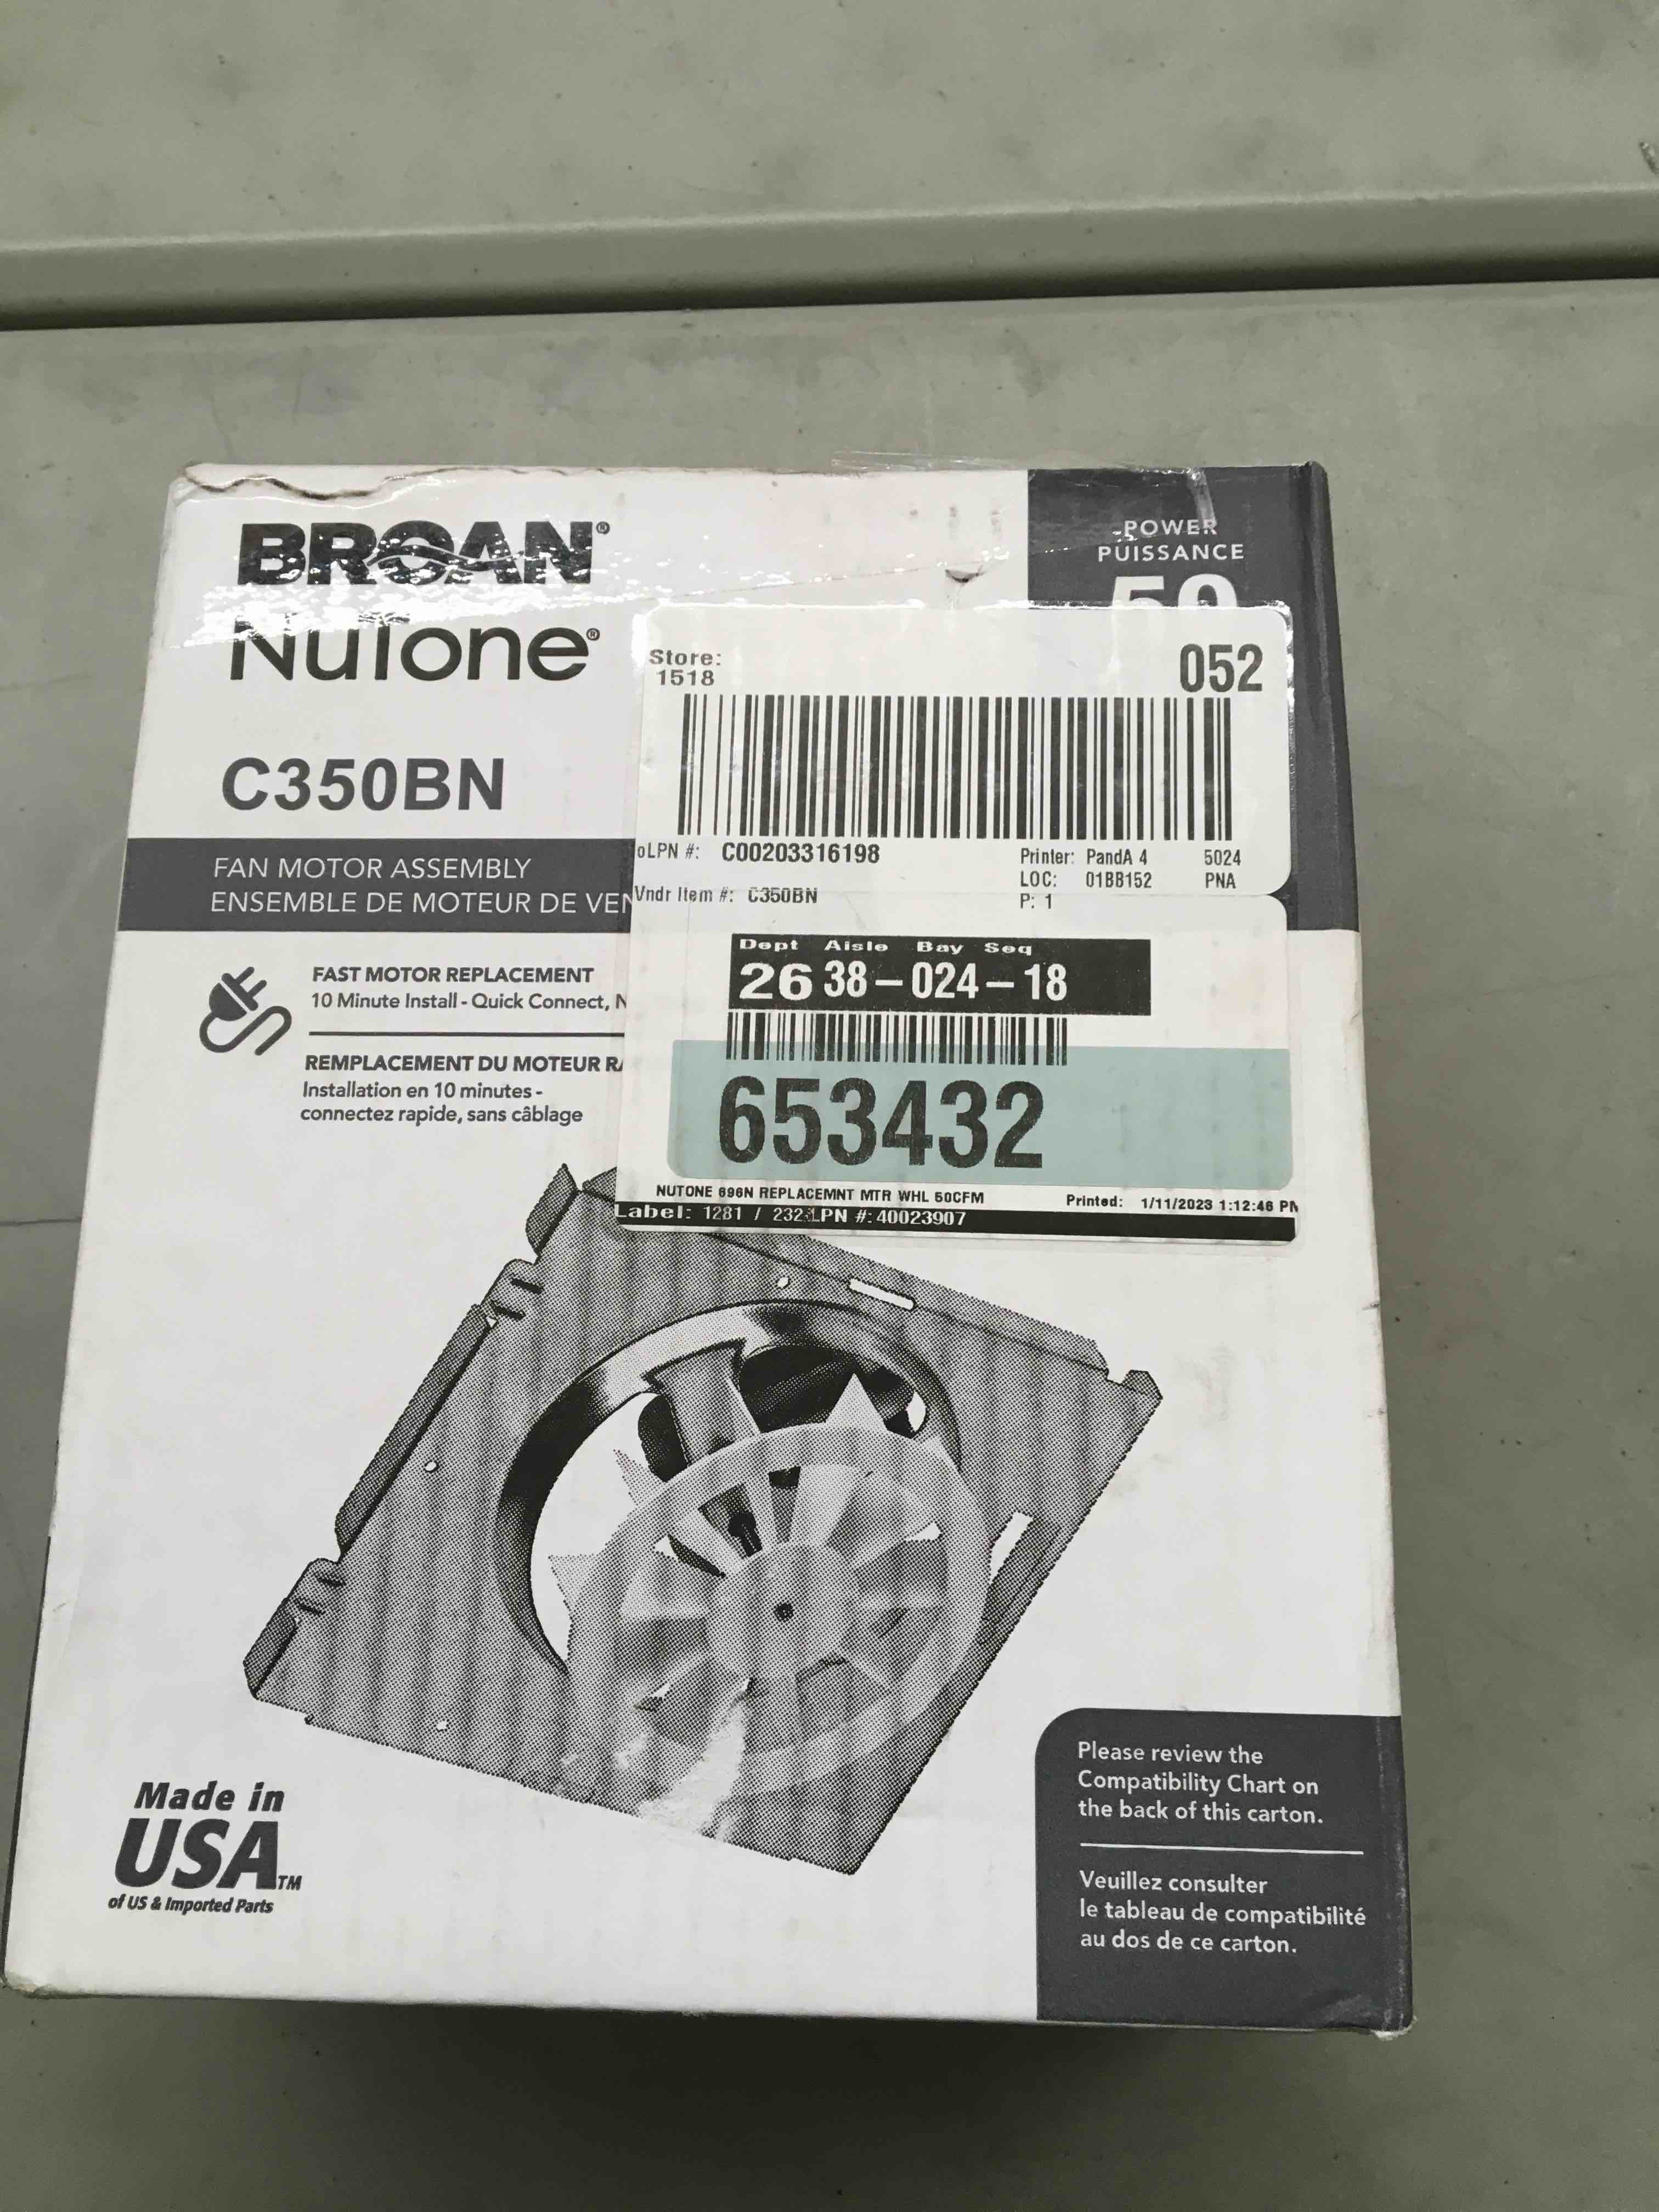 BROAN®
NuTone®
C350BN
FAN MOTOR ASSEMBLY
ENSEMBLE DE MOTEUR DE VEN
POWER
PUISSANCE
50
Store:
1518
052
oLPN #: C00203316198
Printer: PandA 4 5024
LOC: 01BB152 PNA
Vndr Item #: C350BN
P: 1
Dept Aisle Bay Seq
26 38-024-18
653432
NUTONE 696N REPLACEMNT MTR WHL 50CFM
Printed: 1/11/2023 1:12:46 PM
Label: 1281 / 232 LPN #:40023907
FAST MOTOR REPLACEMENT
10 Minute Install - Quick Connect, N
REMPLACEMENT DU MOTEUR RA
Installation en 10 minutes -
connectez rapide, sans câblage
Made in
USA™
of US & Imported Parts
Please review the
Compatibility Chart on
the back of this carton.
Veuillez consulter
le tableau de compatibilité
au dos de ce carton.